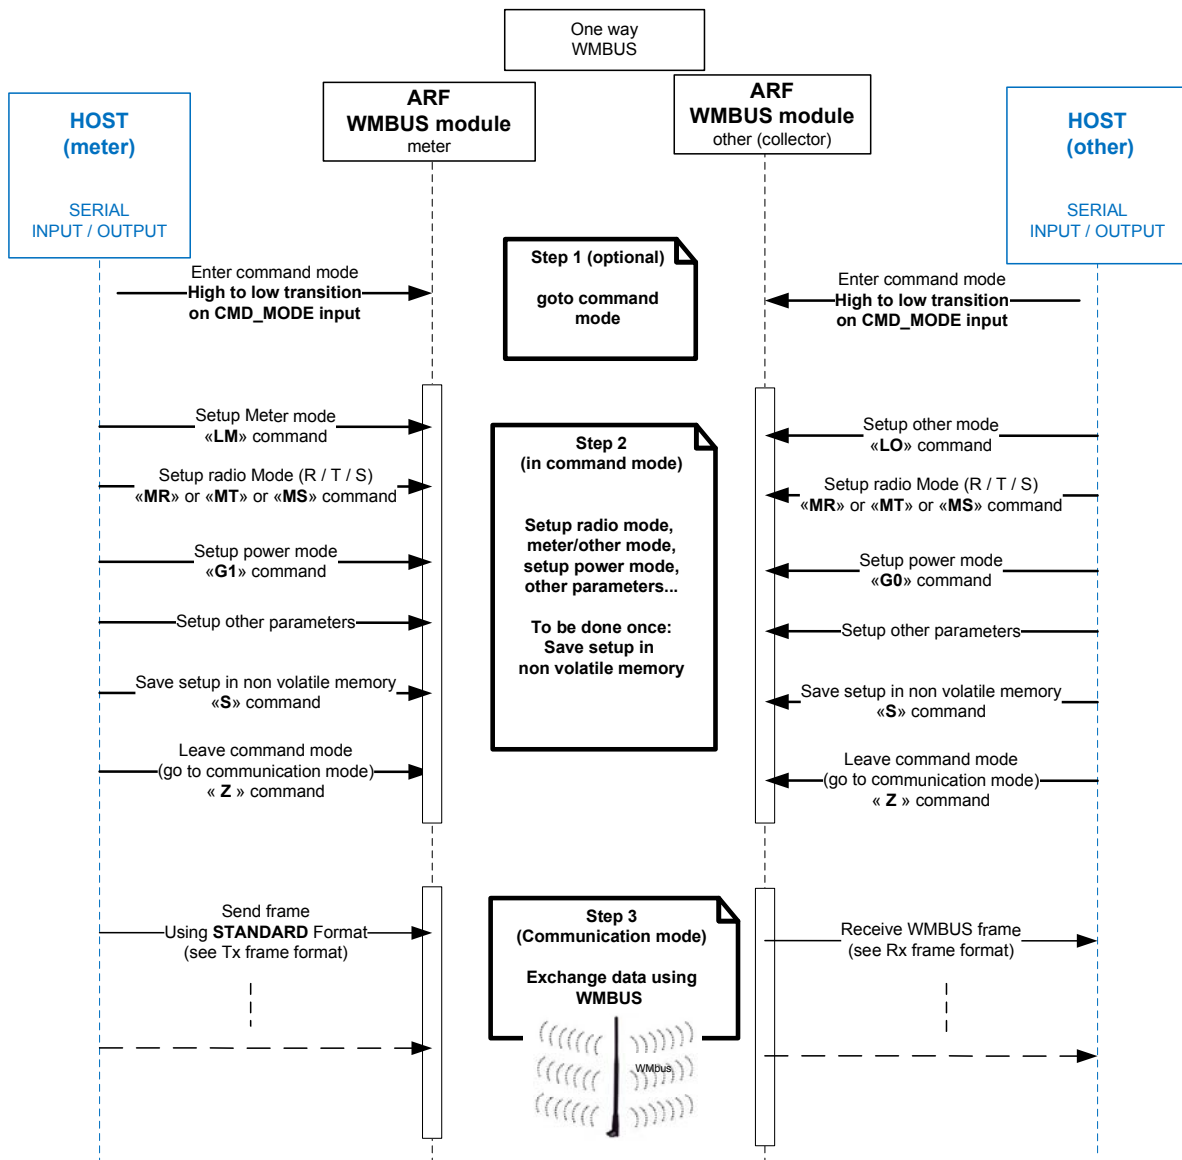 One way
WMBUS
HOST
(meter)
SERIAL
INPUT / OUTPUT
ARF
WMBUS module
meter
ARF
WMBUS module
other (collector)
HOST
(other)
SERIAL
INPUT / OUTPUT
Enter command mode
High to low transition
on CMD_MODE input
Step 1 (optional)
goto command
mode
Enter command mode
High to low transition
on CMD_MODE input
Setup Meter mode
«LM» command
Setup radio Mode (R / T / S)
«MR» or «MT» or «MS» command
Setup power mode
«G1» command
Setup other parameters
Save setup in non volatile memory
«S» command
Leave command mode
(go to communication mode)
« Z » command
Step 2
(in command mode)
Setup radio mode,
meter/other mode,
setup power mode,
other parameters...
To be done once:
Save setup in
non volatile memory
Setup other mode
«LO» command
Setup radio Mode (R / T / S)
«MR» or «MT» or «MS» command
Setup power mode
«G0» command
Setup other parameters
Save setup in non volatile memory
«S» command
Leave command mode
(go to communication mode)
« Z » command
Send frame
Using STANDARD Format
(see Tx frame format)
Step 3
(Communication mode)
Exchange data using
WMBUS
WMbus
Receive WMBUS frame
(see Rx frame format)